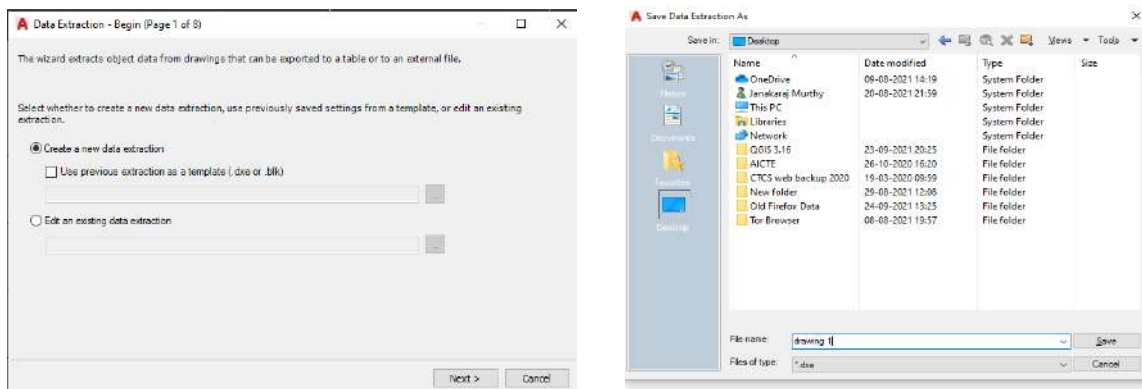 Data Extraction - Begin (Page 1 of 8)
The wizard extracts object data from drawings that can be exported to a table or to an external file.
Select whether to create a new data extraction, use previously saved settings from a template, or edit an existing
extraction.
Create a new data extraction
Use previous extraction as a template (.dxe or .blk)
...
Edit an existing data extraction
...
Next >
Cancel
Save Data Extraction As
Save in:
Desktop
Views
Tools
Name
Date modified
Type
Size
OneDrive
09-08-2021 14:19
System Folder
Janakaraj Murthy
20-08-2021 21:59
System Folder
This PC
System Folder
Libraries
System Folder
Network
System Folder
QGIS 3.16
23-09-2021 20:25
File folder
AICTE
26-10-2020 16:20
File folder
CTCS web backup 2020
19-03-2020 09:59
File folder
New folder
29-08-2021 12:08
File folder
Old Firefox Data
24-09-2021 13:25
File folder
Tor Browser
08-08-2021 19:57
File folder
Documents
Favorites
Desktop
File name:
drawing 1
Save
Files of type:
*.dxe
Cancel